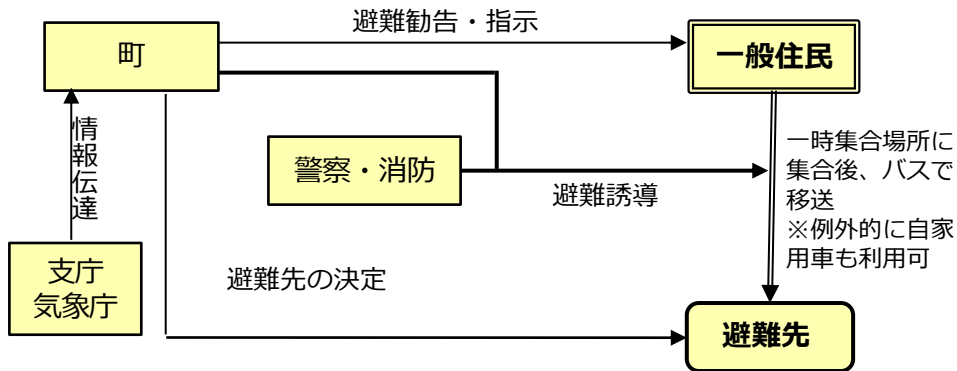 避難勧告・指示
町
一般住民
情報伝達
警察・消防
避難誘導
一時集合場所に
集合後、バスで
移送
※例外的に自家
用車も利用可
支庁
気象庁
避難先の決定
避難先